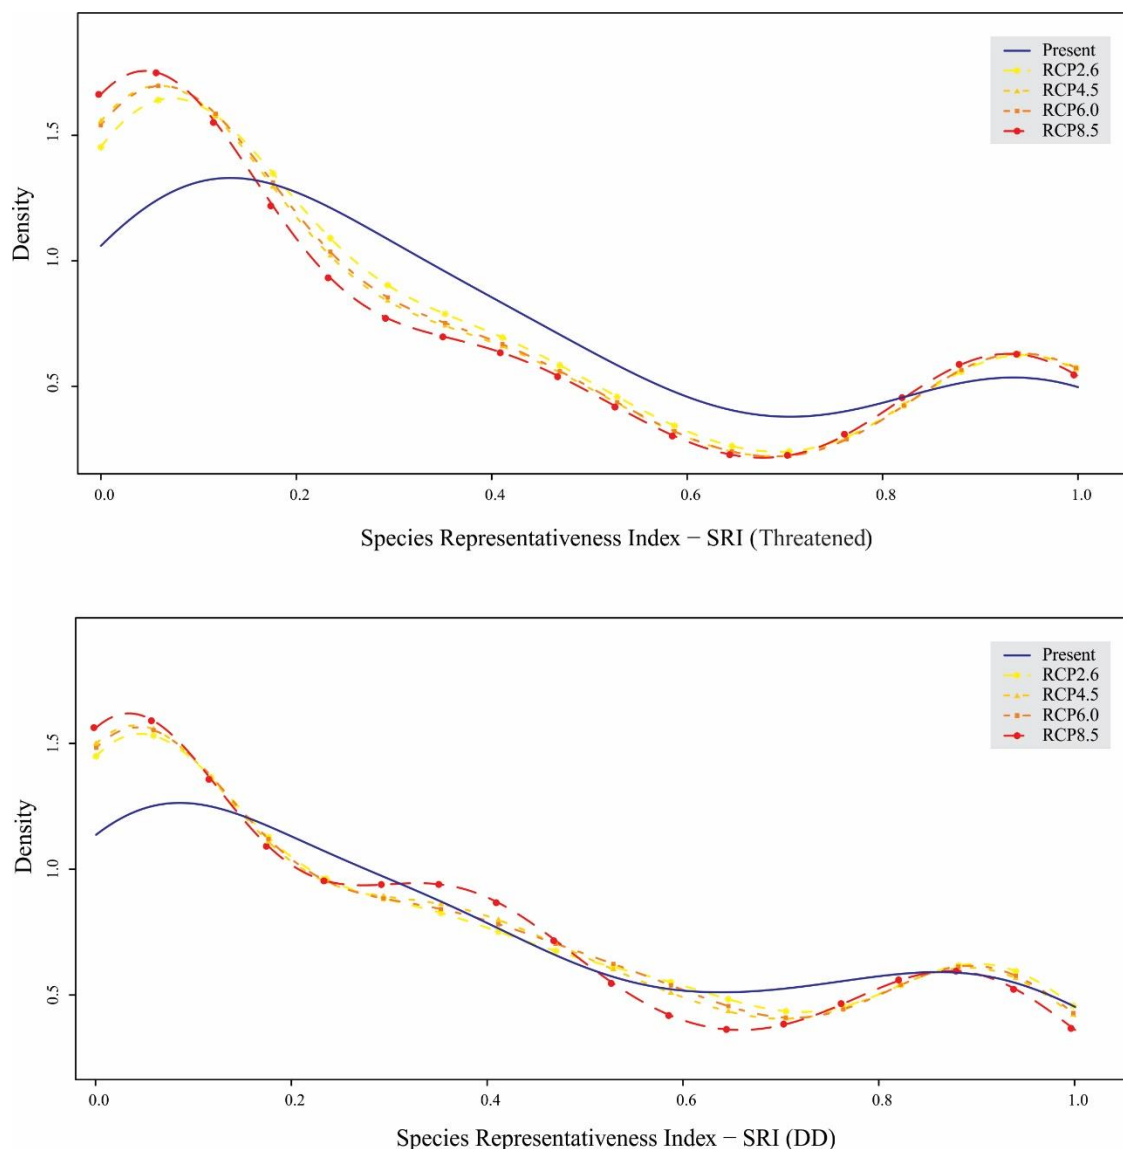 Present
RCP2.6
RCP4.5
RCP6.0
RCP8.5
Density
1.5
1.0
0.5
0.0 0.2 0.4 0.6 0.8 1.0
Species Representativeness Index − SRI (Threatened)
Present
RCP2.6
RCP4.5
RCP6.0
RCP8.5
Density
1.5
1.0
0.5
0.0 0.2 0.4 0.6 0.8 1.0
Species Representativeness Index − SRI (DD)